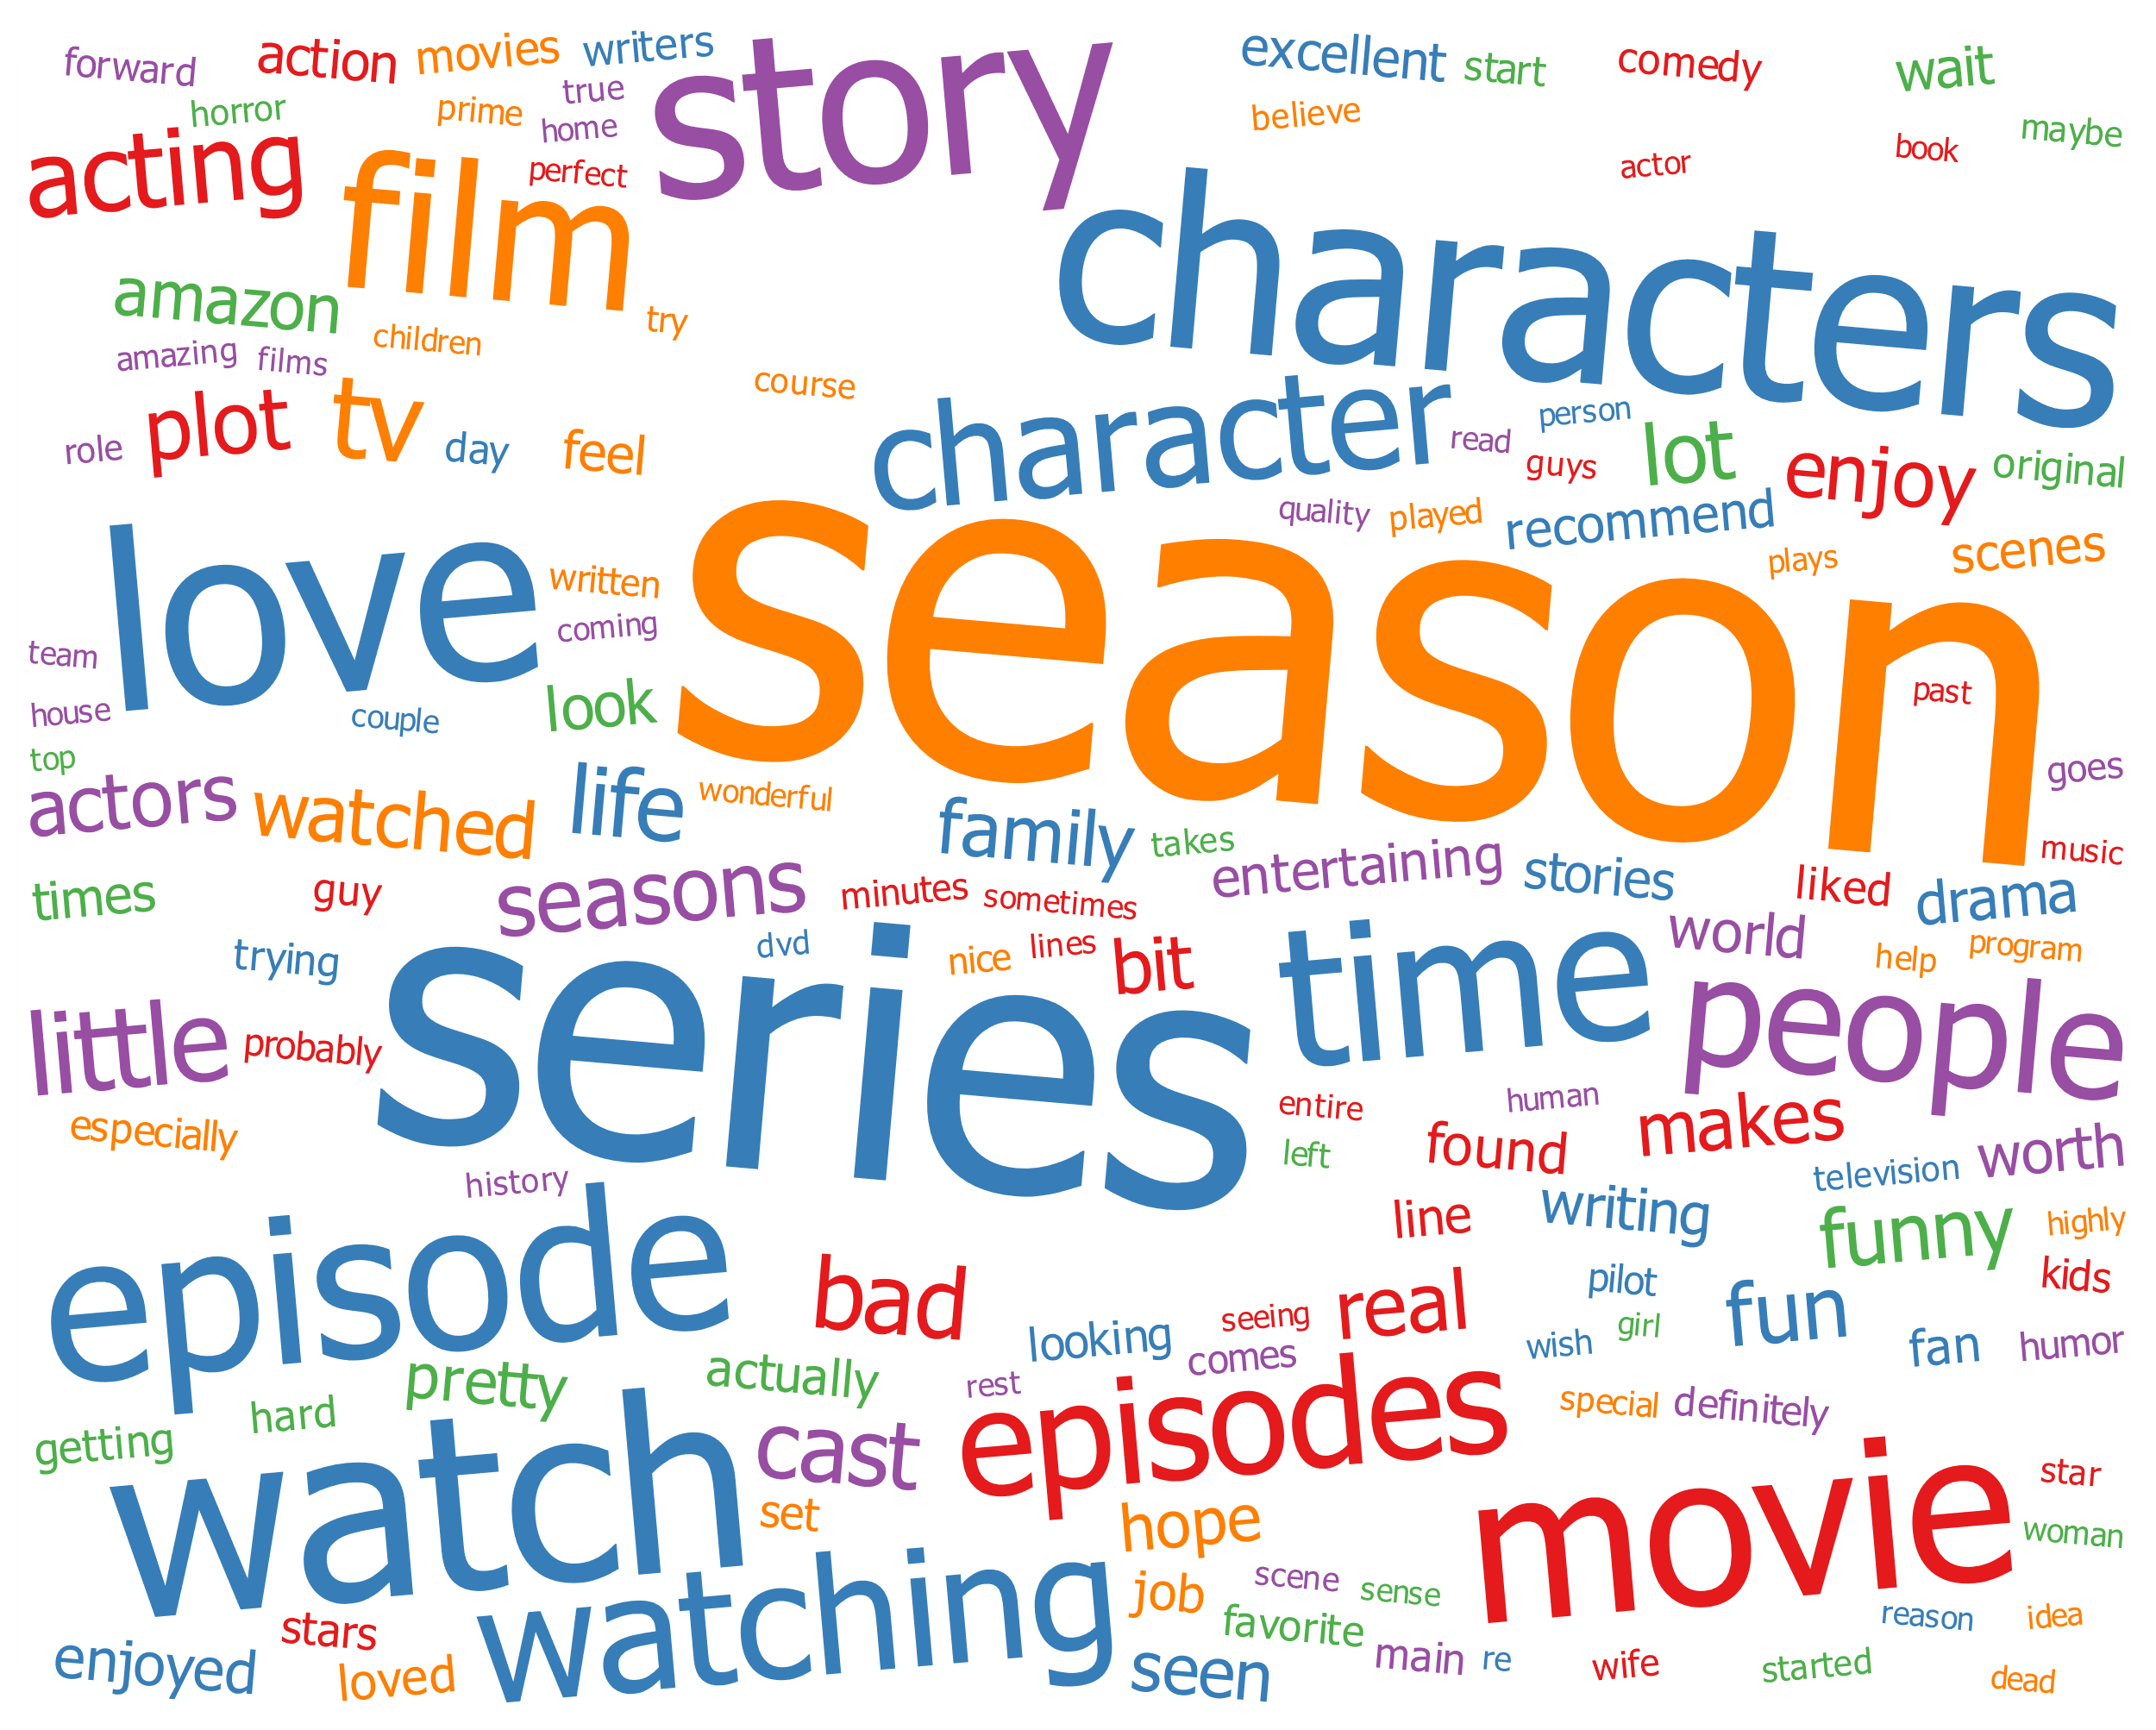 forward action movies writers story excellent start comedy wait
horror prime true home believe maybe
acting film perfect characters actor book
amazon children try
amazing films course
role plot tv day feel character read person guys lot enjoy original
quality played recommend plays scenes
love written season
team coming
house couple look past
top goes
actors watched life wonderful family takes music
times guy seasons minutes sometimes entertaining stories liked drama
trying series dvd nice lines bit time world help program
little probably people
especially entire human makes
history left found television worth
episode line writing funny highly
bad looking seeing real pilot girl fun kids
pretty actually rest comes wish fan humor
getting hard cast episodes special definitely
watch set hope movie star
woman
watching job scene sense
stars favorite reason idea
enjoyed loved seen main re wife started dead